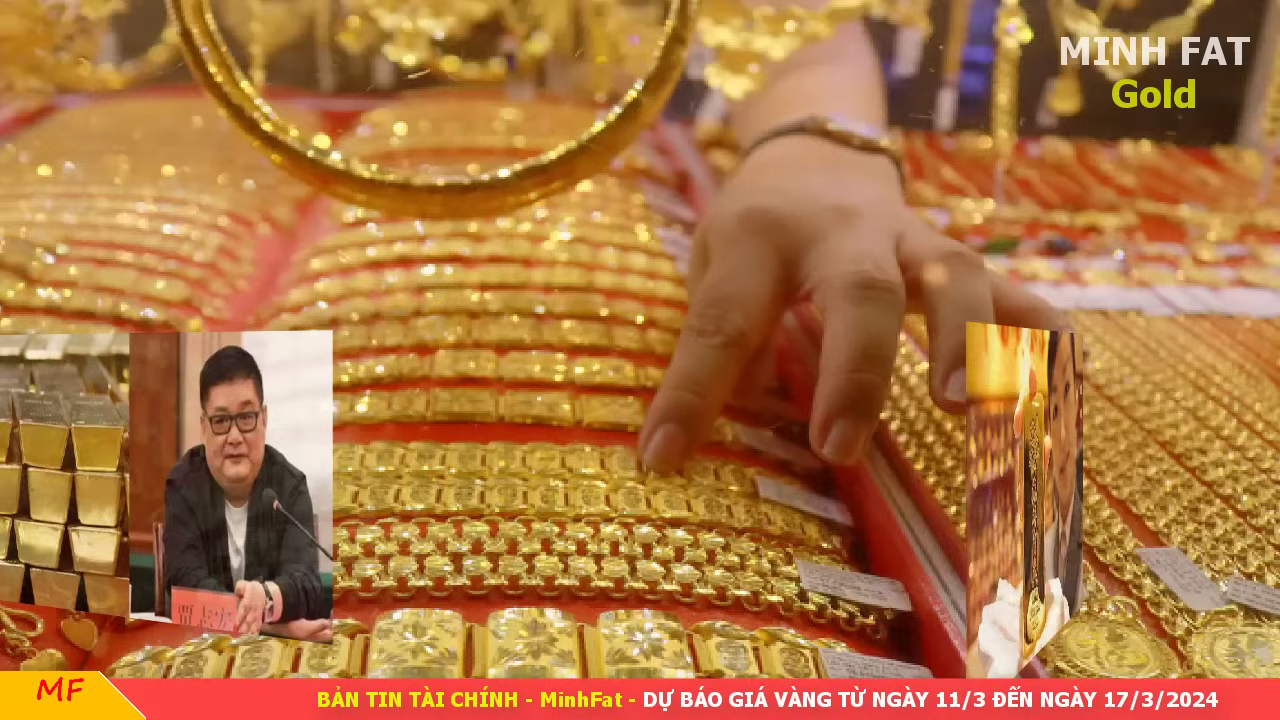 MINH FAT
Gold
MF
BẢN TIN TÀI CHÍNH - MinhFat - DỰ BÁO GIÁ VÀNG TỪ NGÀY 11/3 ĐẾN NGÀY 17/3/2024